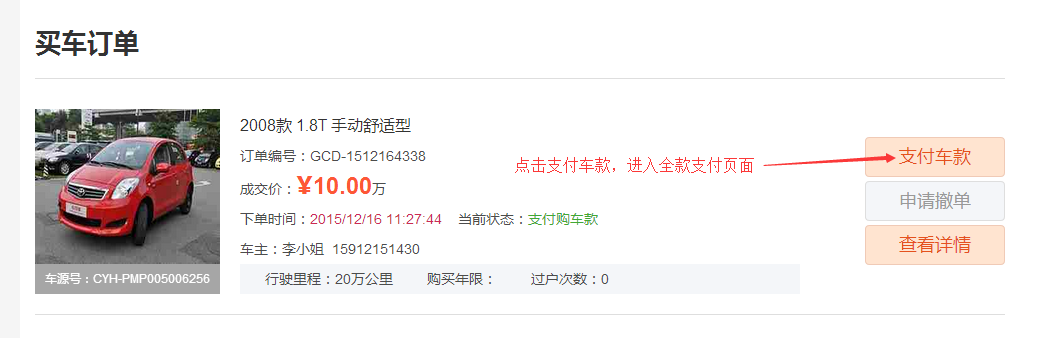 买车订单
2008款 1.8T 手动舒适型
订单编号：GCD-1512164338
成交价：¥10.00万
下单时间：2015/12/16 11:27:44 当前状态：支付购车款
车主：李小姐 15912151430
行驶里程：20万公里 购买年限： 过户次数：0
车源号：CYH-PMP005006256
点击支付车款，进入全款支付页面
支付车款
申请撤单
查看详情